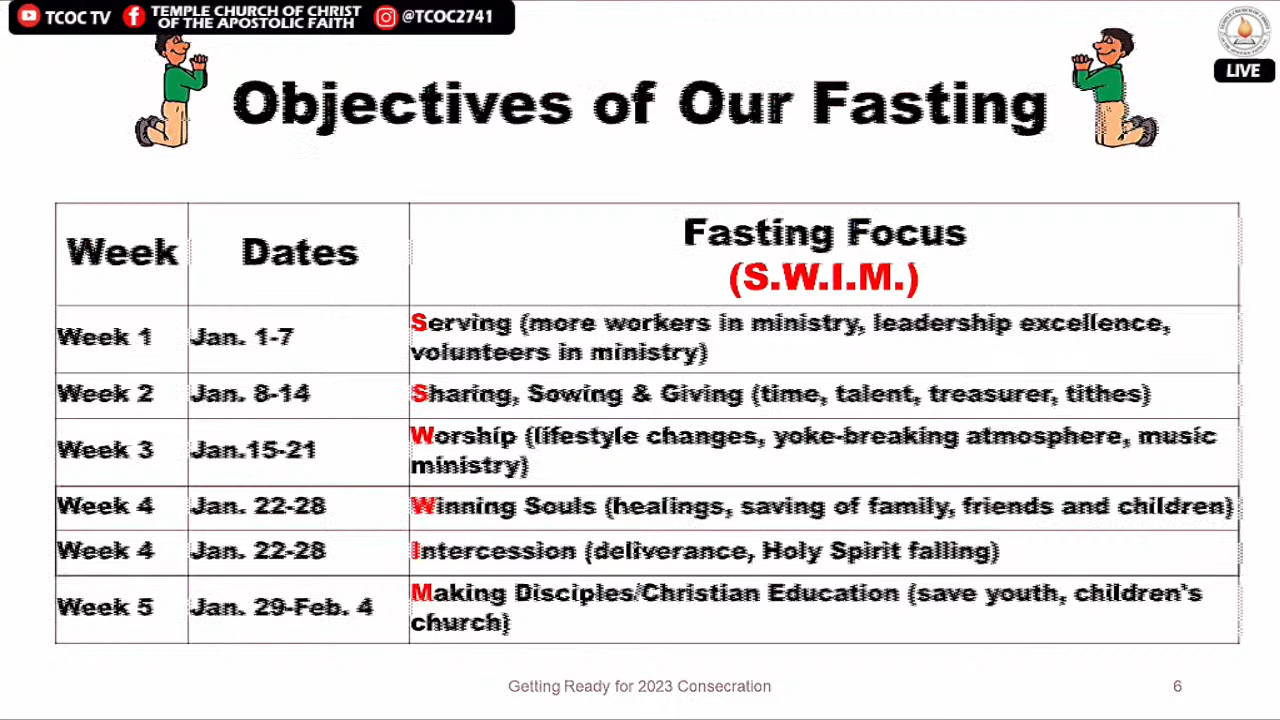 TCOC TV TEMPLE CHURCH OF CHRIST OF THE APOSTOLIC FAITH @TCOC2741
LIVE
Objectives of Our Fasting
Week Dates Fasting Focus
(S.W.I.M.)
Week 1 Jan. 1-7 Serving (more workers in ministry, leadership excellence,
volunteers in ministry)
Week 2 Jan. 8-14 Sharing, Sowing & Giving (time, talent, treasurer, tithes)
Week 3 Jan.15-21 Worship (lifestyle changes, yoke-breaking atmosphere, music
ministry)
Week 4 Jan. 22-28 Winning Souls (healings, saving of family, friends and children)
Week 4 Jan. 22-28 Intercession (deliverance, Holy Spirit falling)
Week 5 Jan. 29-Feb. 4 Making Disciples/Christian Education (save youth, children's
church)
Getting Ready for 2023 Consecration 6